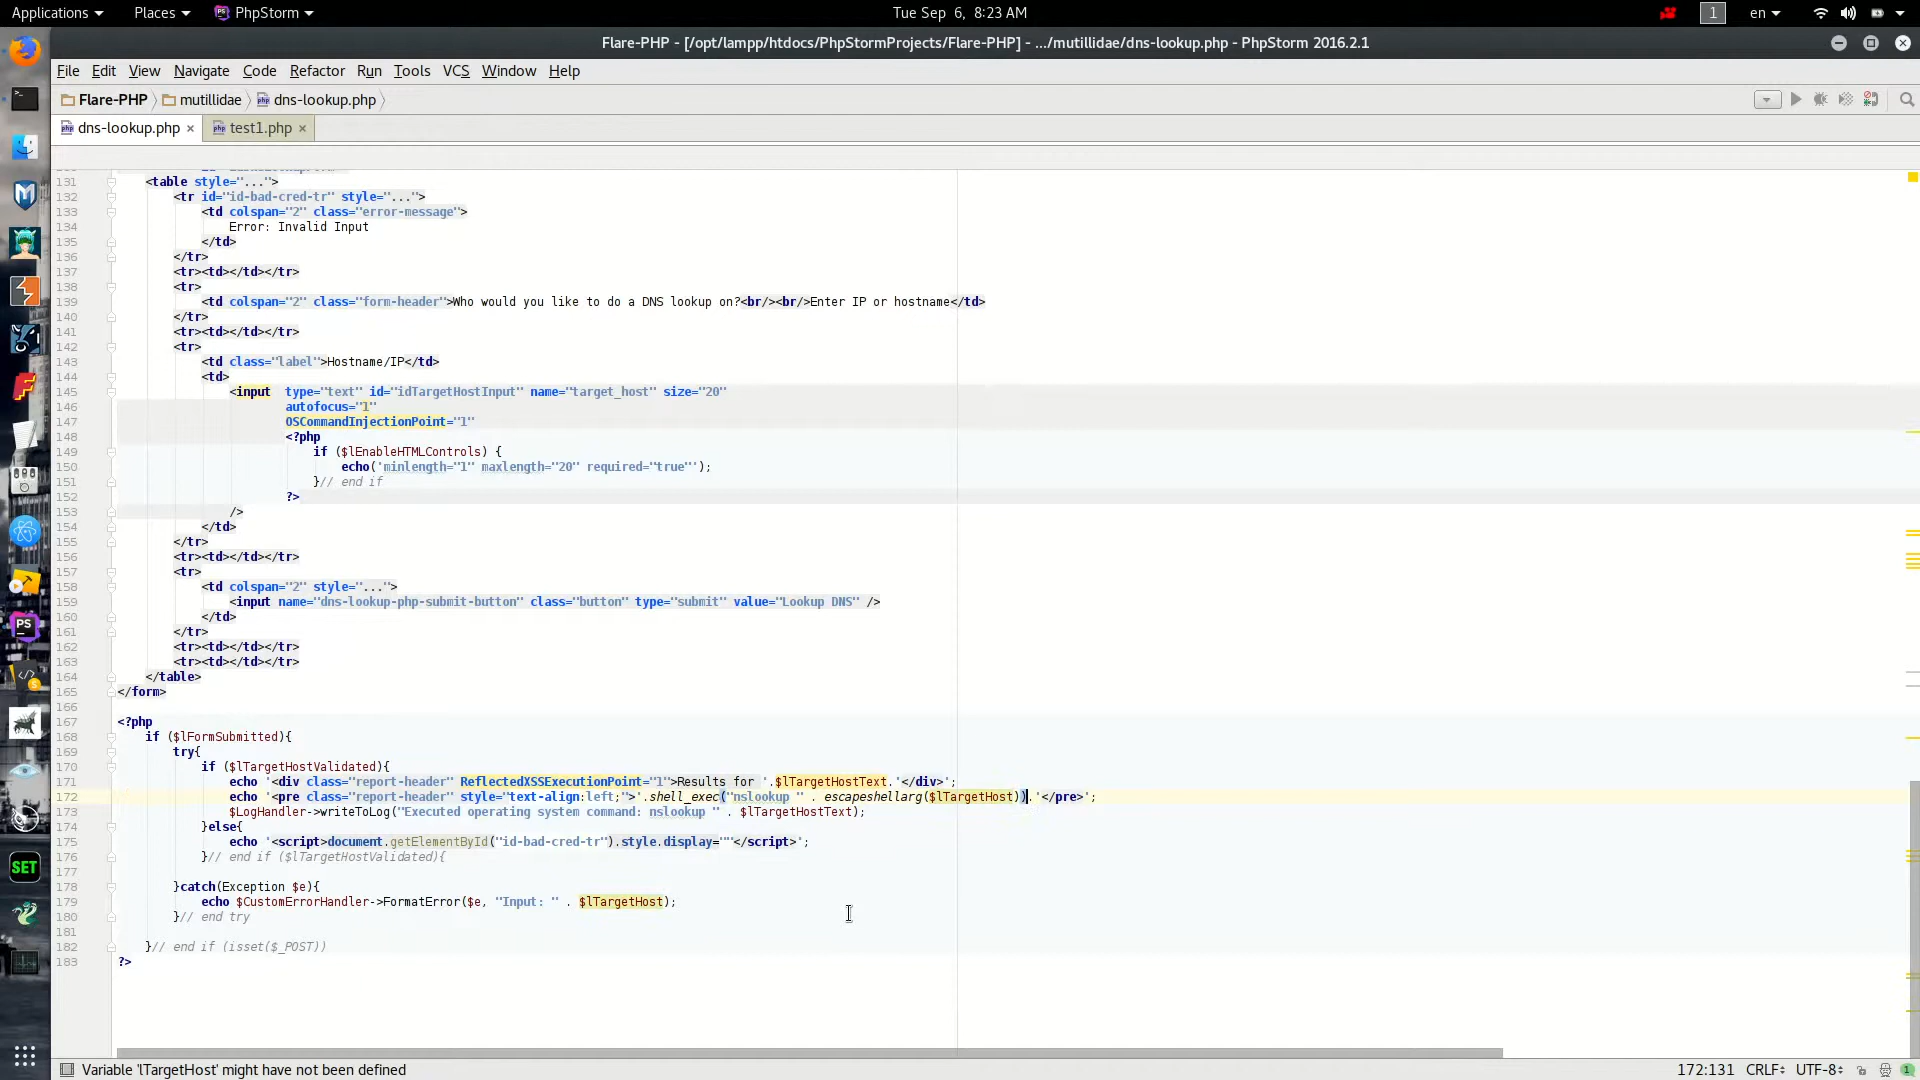 Applications Places PhpStorm Tue Sep 6, 8:23 AM 1 en
Flare-PHP - [/opt/lampp/htdocs/PhpStormProjects/Flare-PHP] - .../mutillidae/dns-lookup.php - PhpStorm 2016.2.1
File Edit View Navigate Code Refactor Run Tools VCS Window Help
Flare-PHP mutillidae dns-lookup.php
dns-lookup.php × test1.php ×
131 <table style="...">
132 <tr id="id-bad-cred-tr" style="...">
133 <td colspan="2" class="error-message">
134 Error: Invalid Input
135 </td>
136 </tr>
137 <tr><td></td></tr>
138 <tr>
139 <td colspan="2" class="form-header">Who would you like to do a DNS lookup on?<br/><br/>Enter IP or hostname</td>
140 </tr>
141 <tr><td></td></tr>
142 <tr>
143 <td class="label">Hostname/IP</td>
144 <td>
145 <input type="text" id="idTargetHostInput" name="target_host" size="20"
146 autofocus="1"
147 OSCommandInjectionPoint="1"
148 <?php
149 if ($lEnableHTMLControls) {
150 echo('minlength="1" maxlength="20" required="true"');
151 }// end if
152 ?>
153 />
154 </td>
155 </tr>
156 <tr><td></td></tr>
157 <tr>
158 <td colspan="2" style="...">
159 <input name="dns-lookup-php-submit-button" class="button" type="submit" value="Lookup DNS" />
160 </td>
161 </tr>
162 <tr><td></td></tr>
163 <tr><td></td></tr>
164 </table>
165 </form>
166
167 <?php
168 if ($lFormSubmitted){
169 try{
170 if ($lTargetHostValidated){
171 echo '<div class="report-header" ReflectedXSSExecutionPoint="1">Results for '.$lTargetHostText.'</div>';
172 echo '<pre class="report-header" style="text-align:left;">'.shell_exec("nslookup " . escapeshellarg($lTargetHost)).'</pre>';
173 $LogHandler->writeToLog("Executed operating system command: nslookup " . $lTargetHostText);
174 }else{
175 echo '<script>document.getElementById("id-bad-cred-tr").style.display=""</script>';
176 }// end if ($lTargetHostValidated){
177
178 }catch(Exception $e){
179 echo $CustomErrorHandler->FormatError($e, "Input: " . $lTargetHost);
180 }// end try
181
182 }// end if (isset($_POST))
183 ?>
PS
SET
Variable 'lTargetHost' might have not been defined 172:131 CRLF UTF-8 1